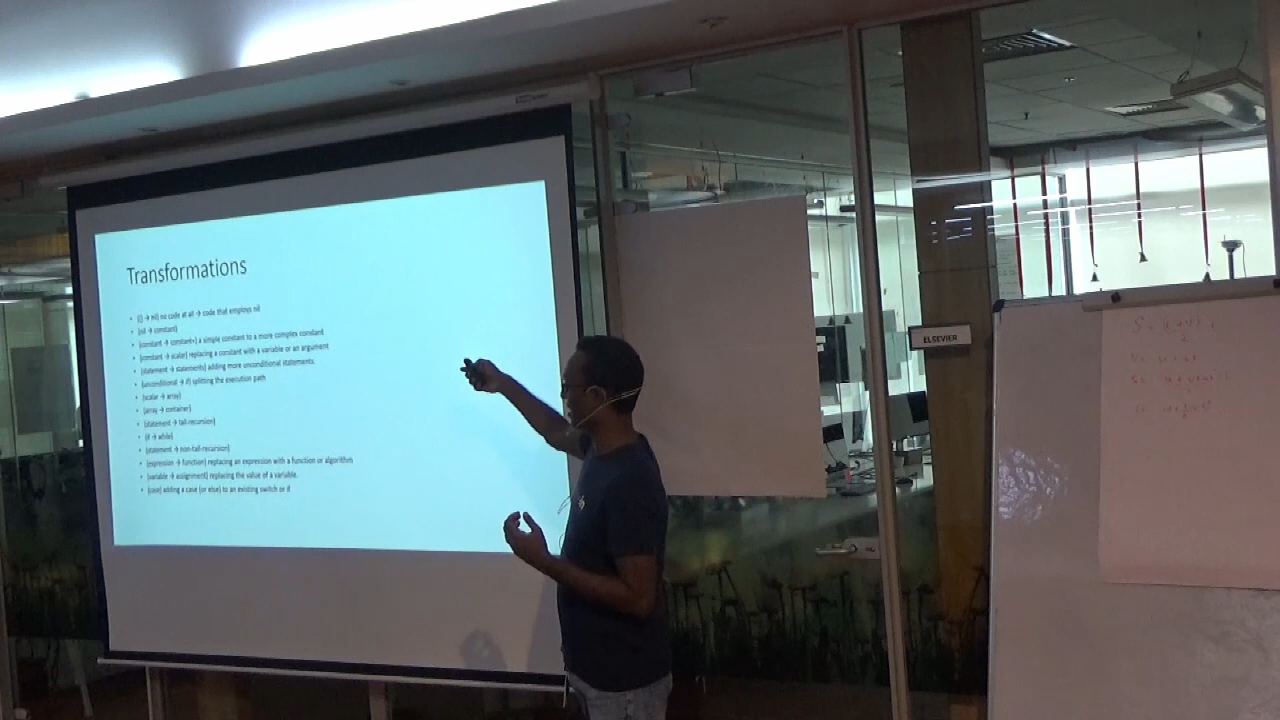 Transformations
• ({} → nil) no code at all → code that employs nil
• (nil → constant)
• (constant → constant+) a simple constant to a more complex constant
• (constant → scalar) replacing a constant with a variable or an argument
• (statement → statements) adding more unconditional statements.
• (unconditional → if) splitting the execution path
• (scalar → array)
• (array → container)
• (statement → tail-recursion)
• (if → while)
• (statement → non-tail-recursion)
• (expression → function) replacing an expression with a function or algorithm
• (variable → assignment) replacing the value of a variable.
• (case) adding a case (or else) to an existing switch or if
ELSEVIER